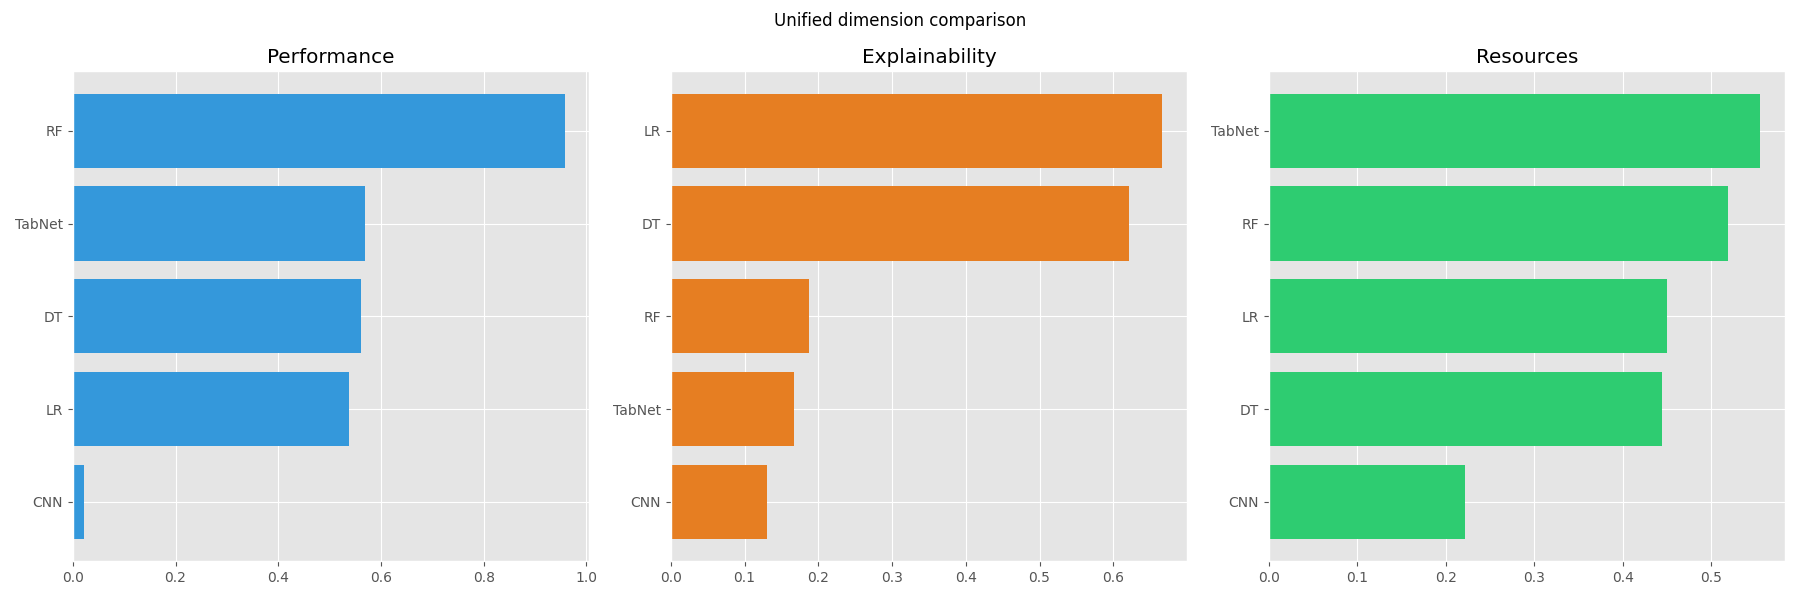 Unified dimension comparison
Performance
RF
TabNet
DT
LR
CNN
0.0 0.2 0.4 0.6 0.8 1.0
Explainability
LR
DT
RF
TabNet
CNN
0.0 0.1 0.2 0.3 0.4 0.5 0.6
Resources
TabNet
RF
LR
DT
CNN
0.0 0.1 0.2 0.3 0.4 0.5